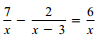 7/x − 2/(x − 3) = 6/x